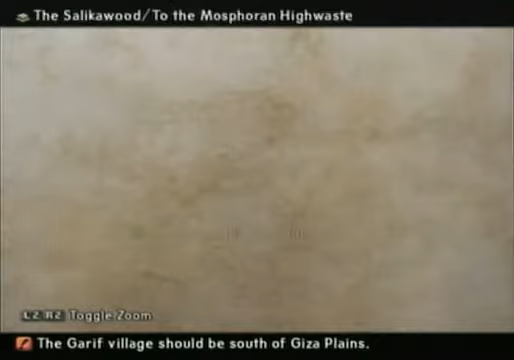 The Salikawood/To the Mosphoran Highwaste
L2 R2 Toggle Zoom
The Garif village should be south of Giza Plains.